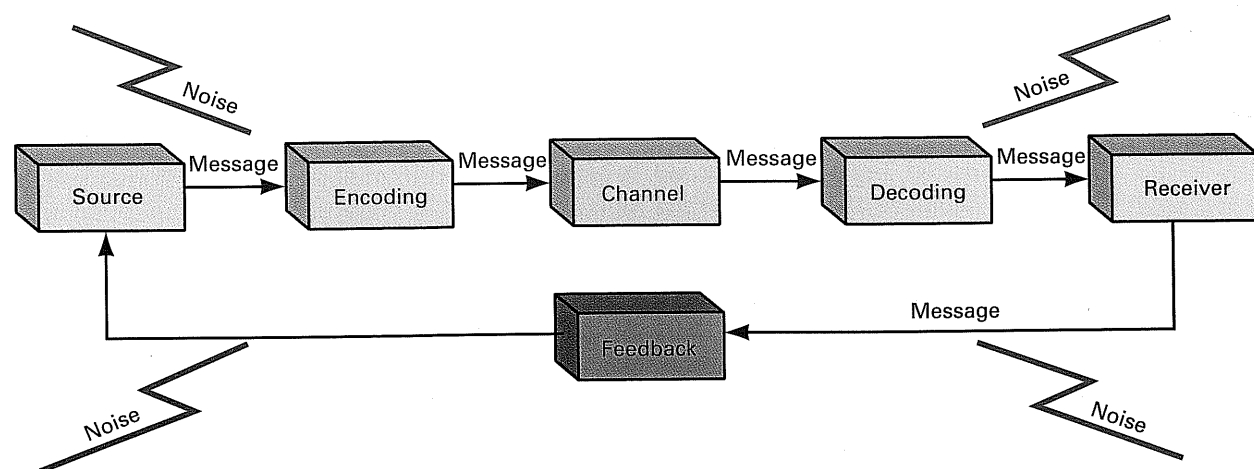 Noise
Noise
Message
Message
Message
Message
Source
Encoding
Channel
Decoding
Receiver
Message
Feedback
Noise
Noise